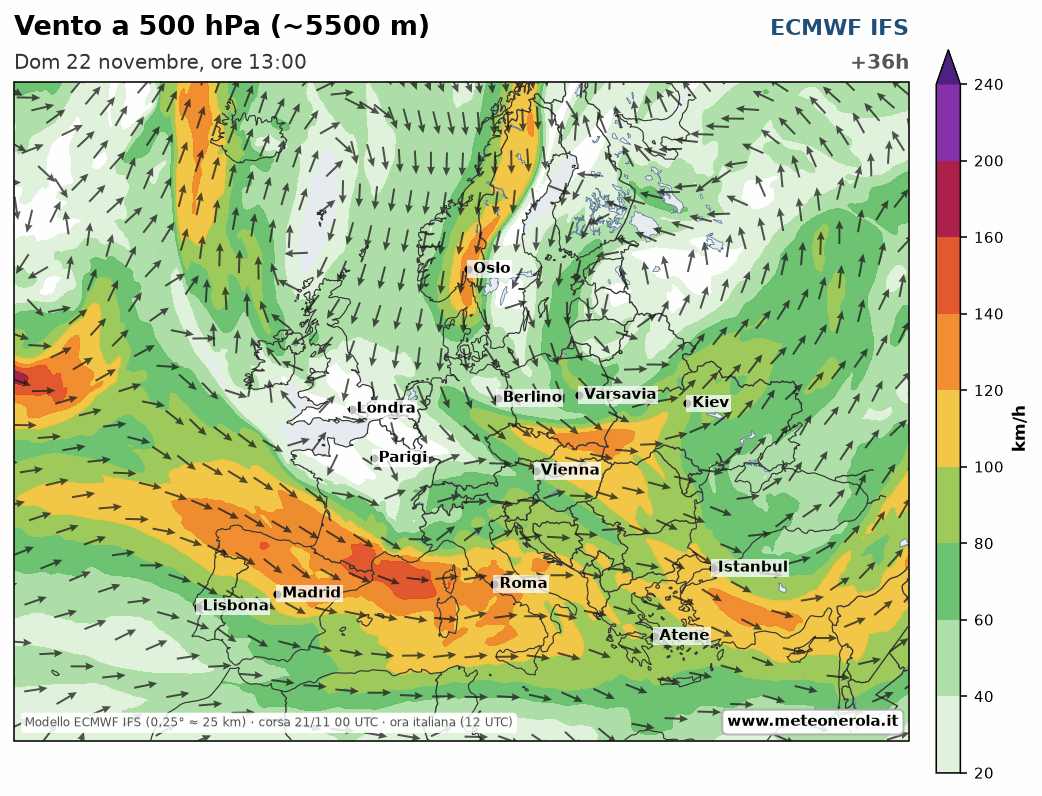 Vento a 500 hPa (~5500 m)
ECMWF IFS
Dom 22 novembre, ore 13:00
+36h
240
200
160
140
120
100
80
60
40
20
km/h
Oslo
Berlino
Varsavia
Kiev
Londra
Parigi
Vienna
Istanbul
Roma
Madrid
Lisbona
Atene
Modello ECMWF IFS (0,25° ≈ 25 km) · corsa 21/11 00 UTC · ora italiana (12 UTC)
www.meteonerola.it